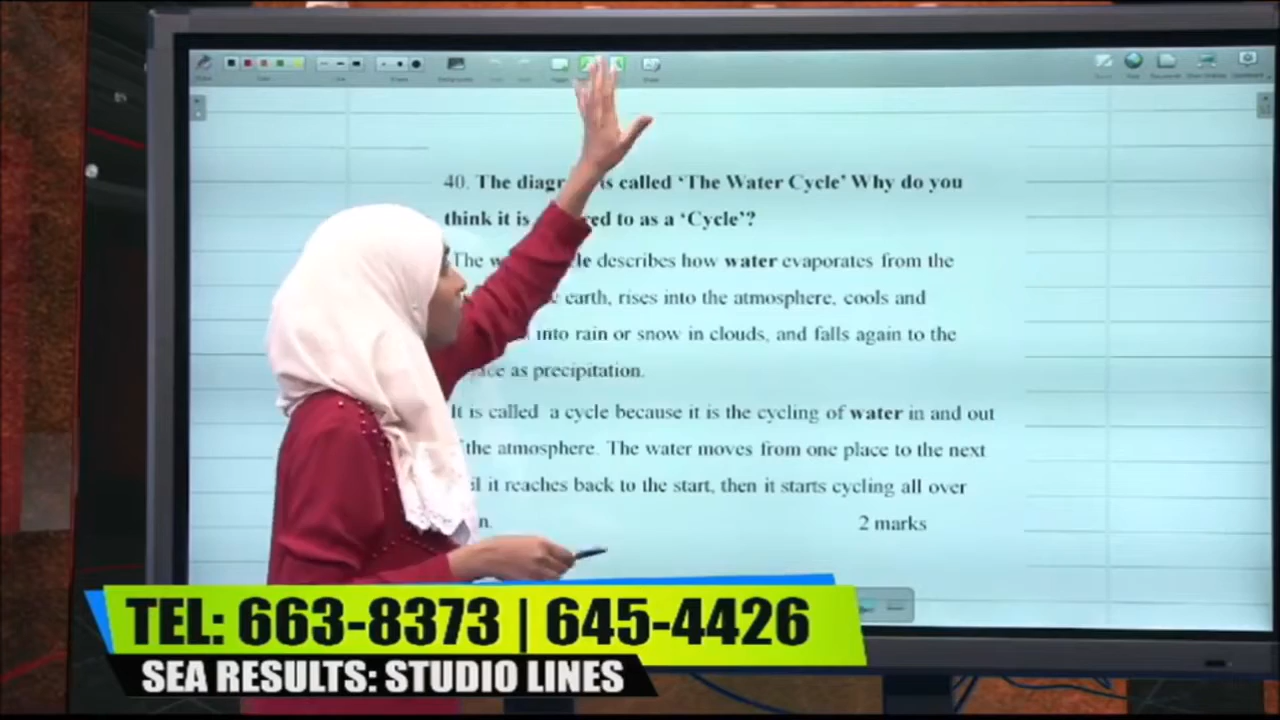 40. The diagr is called ‘The Water Cycle’ Why do you
think it is red to as a ‘Cycle’?
The describes how water evaporates from the
earth, rises into the atmosphere, cools and
into rain or snow in clouds, and falls again to the
as precipitation.
It is called a cycle because it is the cycling of water in and out
the atmosphere. The water moves from one place to the next
it reaches back to the start, then it starts cycling all over
2 marks
TEL: 663-8373 | 645-4426
SEA RESULTS: STUDIO LINES